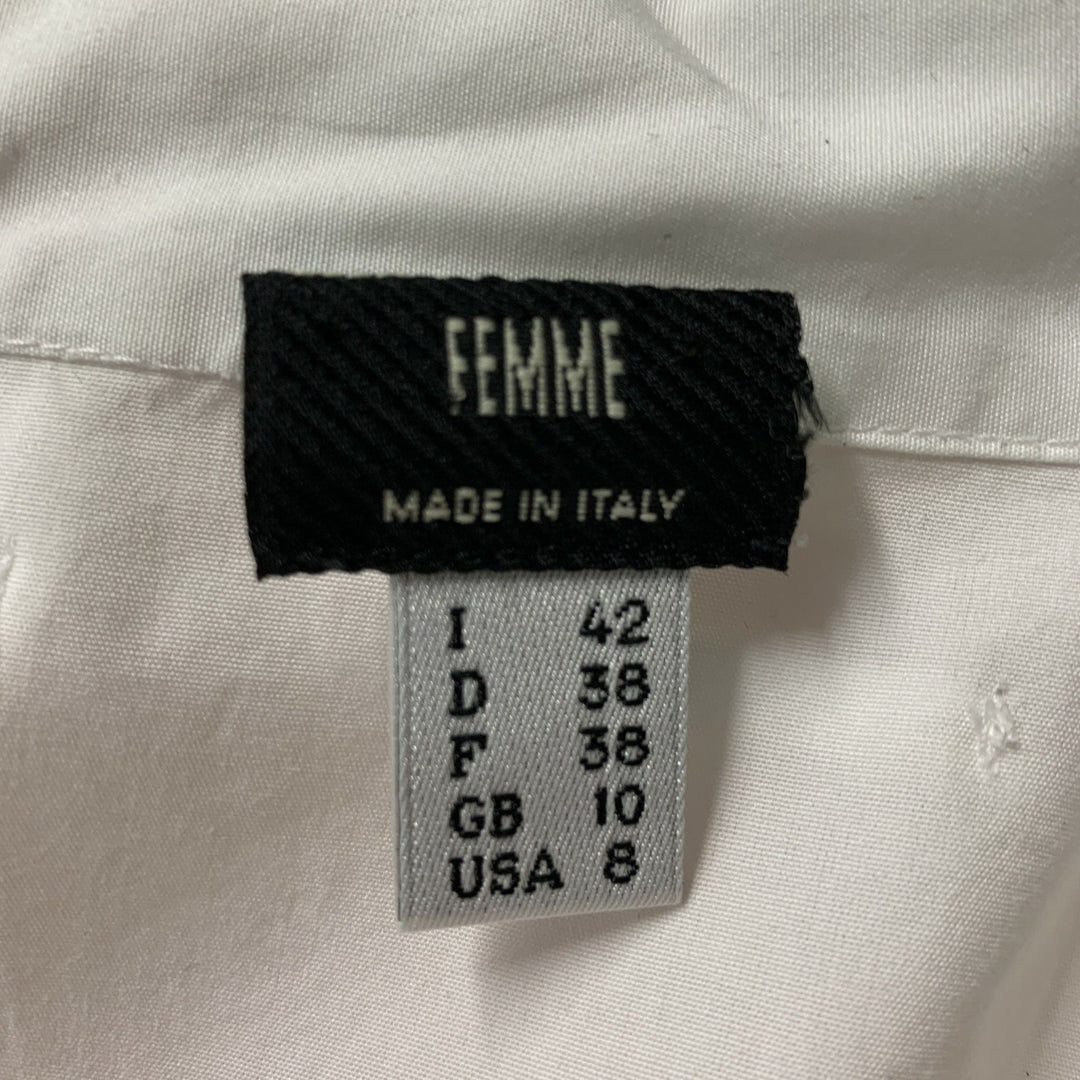 FEMME
MADE IN ITALY
I 42
D 38
F 38
GB 10
USA 8